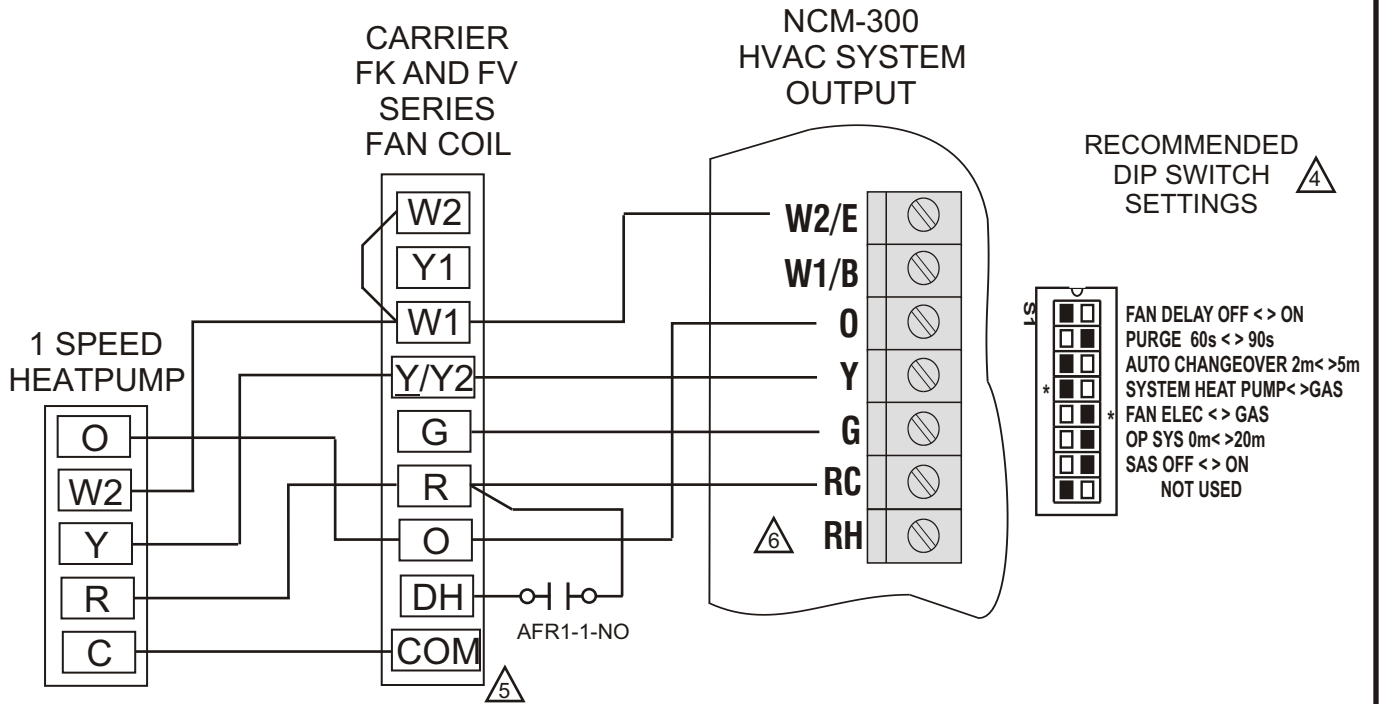 CARRIER
FK AND FV
SERIES
FAN COIL
NCM-300
HVAC SYSTEM
OUTPUT
RECOMMENDED
DIP SWITCH
SETTINGS
4
1 SPEED
HEATPUMP
O
W2
Y
R
C
W2
Y1
W1
Y/Y2
G
R
O
DH
COM
AFR1-1-NO
5
W2/E
W1/B
O
Y
G
RC
RH
6
S1
FAN DELAY OFF < > ON
PURGE 60s < > 90s
AUTO CHANGEOVER 2m< >5m
* SYSTEM HEAT PUMP< >GAS
* FAN ELEC < > GAS
OP SYS 0m< >20m
SAS OFF < > ON
NOT USED